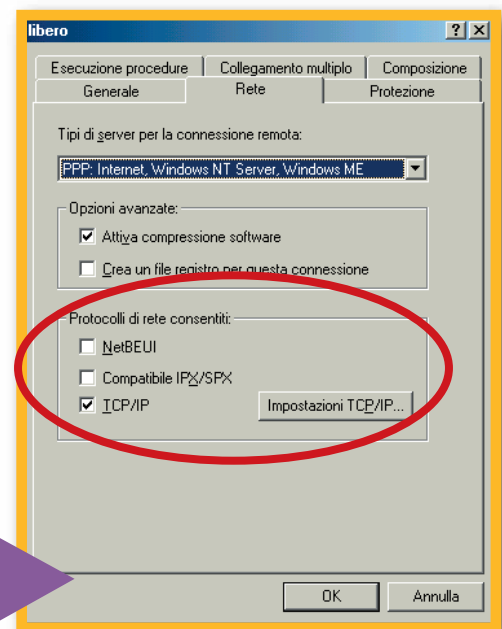 libero
Esecuzione procedure Collegamento multiplo Composizione
Generale Rete Protezione
Tipi di server per la connessione remota:
PPP: Internet, Windows NT Server, Windows ME
Opzioni avanzate:
Attiva compressione software
Crea un file registro per questa connessione
Protocolli di rete consentiti:
NetBEUI
Compatibile IPX/SPX
TCP/IP Impostazioni TCP/IP...
OK Annulla